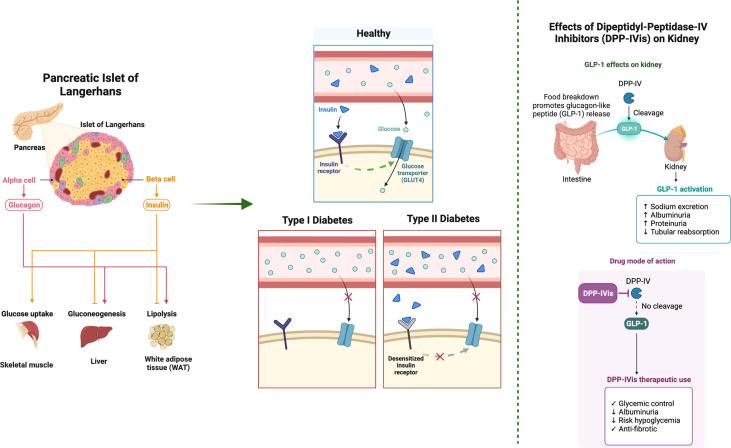 Pancreatic Islet of
Langerhans
Islet of Langerhans
Pancreas
Alpha cell
Beta cell
Glucagon
Insulin
Glucose uptake
Gluconeogenesis
Lipolysis
Skeletal muscle
Liver
White adipose
tissue (WAT)
Healthy
Insulin
Glucose
Insulin
receptor
Glucose
transporter
(GLUT4)
Type I Diabetes
Type II Diabetes
Desensitized
insulin
receptor
Effects of Dipeptidyl-Peptidase-IV
Inhibitors (DPP-IVis) on Kidney
GLP-1 effects on kidney
DPP-IV
Food breakdown
promotes glucagon-like
peptide (GLP-1) release
Cleavage
GLP-1
Intestine
Kidney
GLP-1 activation
↑ Sodium excretion
↑ Albuminuria
↑ Proteinuria
↓ Tubular reabsorption
Drug mode of action
DPP-IV
DPP-IVis
No cleavage
GLP-1
DPP-IVis therapeutic use
✓ Glycemic control
↓ Albuminuria
↓ Risk hypoglycemia
✓ Anti-fibrotic